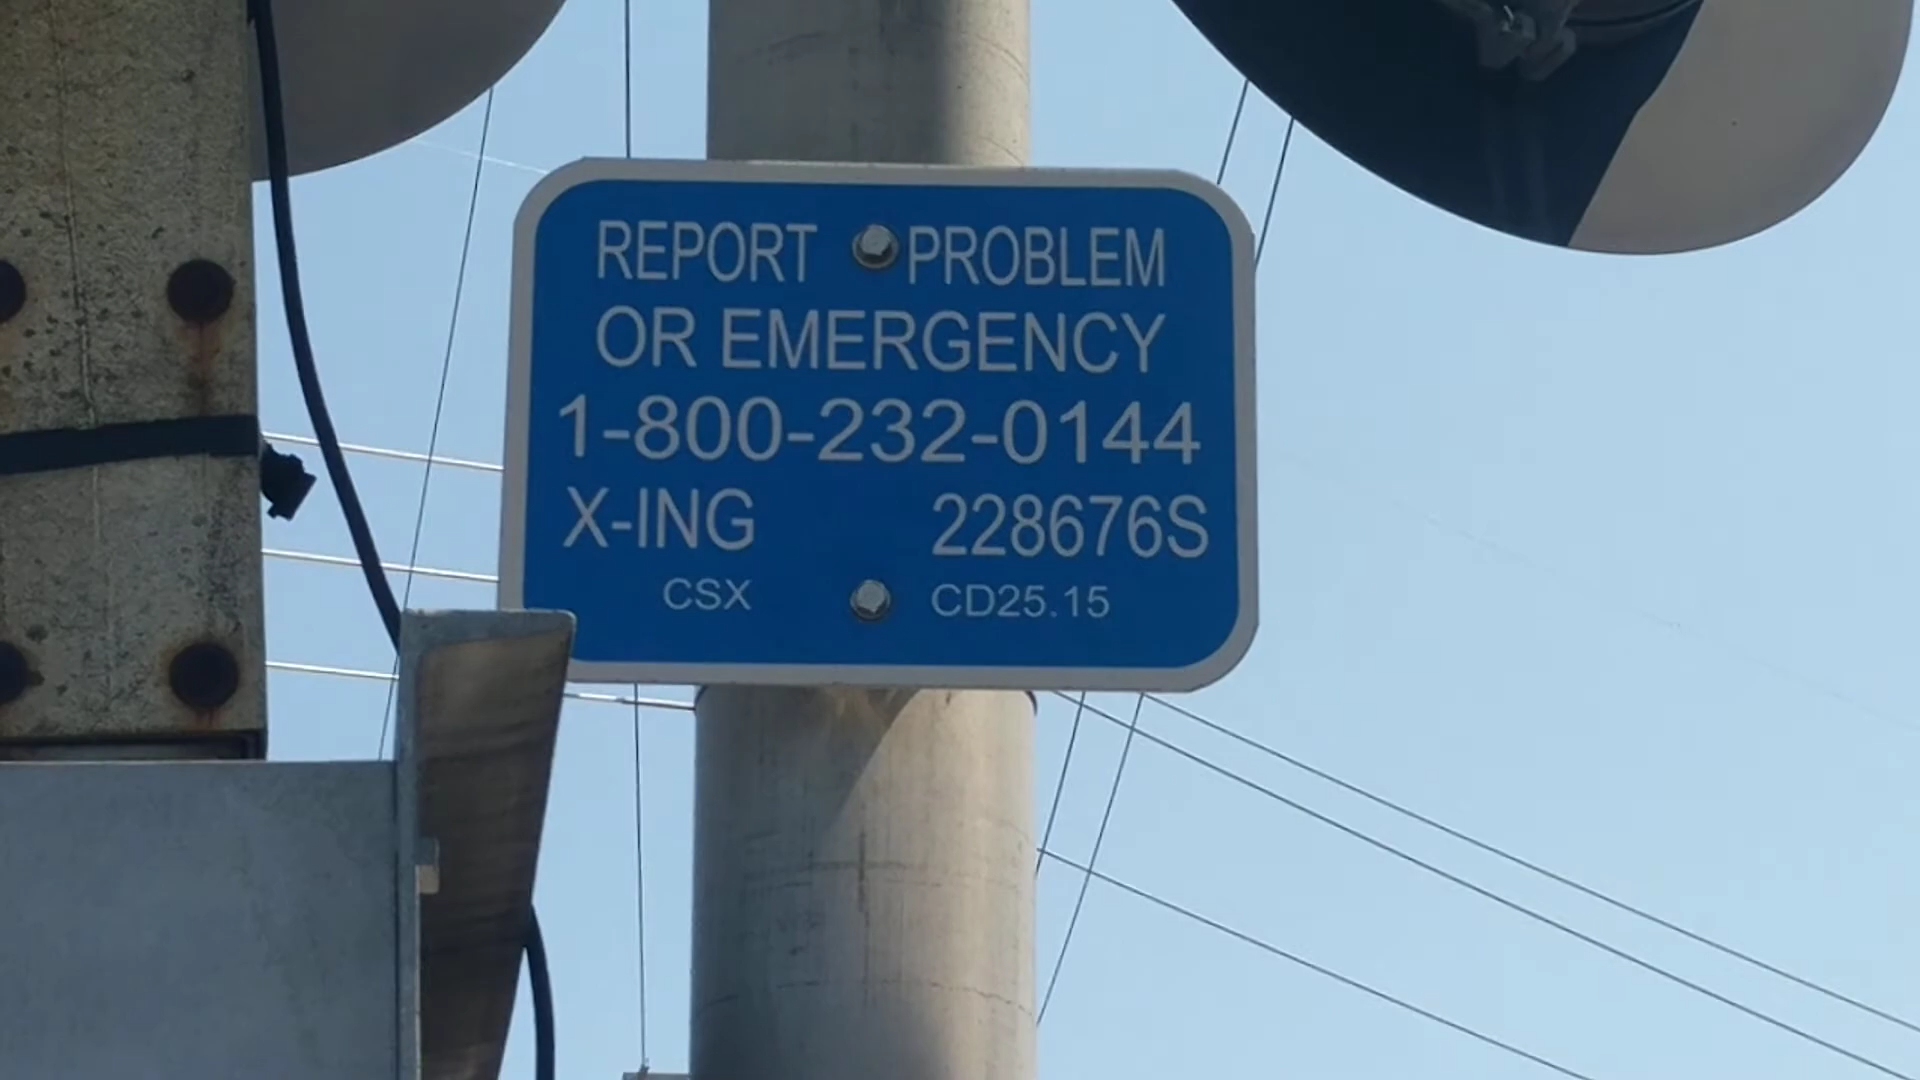 REPORT PROBLEM
OR EMERGENCY
1-800-232-0144
X-ING 228676S
CSX CD25.15